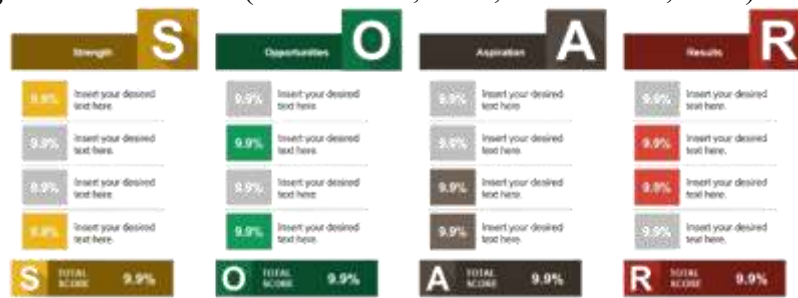 Strength S
9.9% Insert your desired
text here.
9.9% Insert your desired
text here.
9.9% Insert your desired
text here.
9.9% Insert your desired
text here.
S TOTAL
SCORE 9.9%
Opportunities O
9.9% Insert your desired
text here.
9.9% Insert your desired
text here.
9.9% Insert your desired
text here.
9.9% Insert your desired
text here.
O TOTAL
SCORE 9.9%
Aspiration A
9.9% Insert your desired
text here.
9.9% Insert your desired
text here.
9.9% Insert your desired
text here.
9.9% Insert your desired
text here.
A TOTAL
SCORE 9.9%
Results R
9.9% Insert your desired
text here.
9.9% Insert your desired
text here.
9.9% Insert your desired
text here.
9.9% Insert your desired
text here.
R TOTAL
SCORE 9.9%